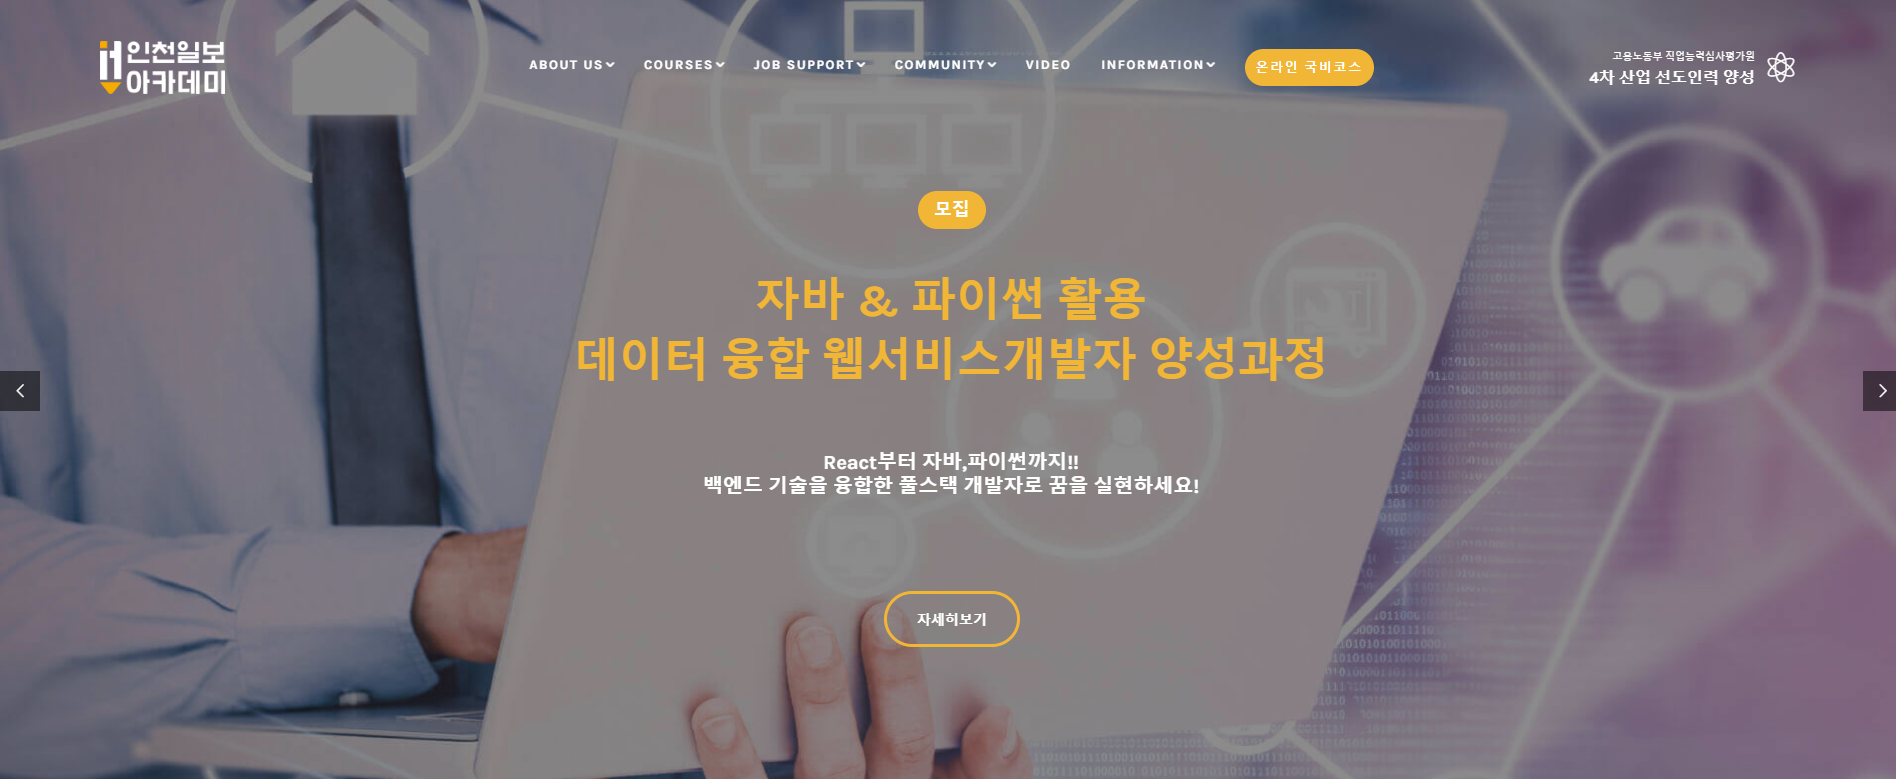 인천일보
아카데미
ABOUT US
COURSES
JOB SUPPORT
COMMUNITY
VIDEO
INFORMATION
온라인 국비코스
고용노동부 직업능력심사평가원
4차 산업 선도인력 양성
모집
자바 & 파이썬 활용
데이터 융합 웹서비스개발자 양성과정
React부터 자바,파이썬까지!!
백엔드 기술을 융합한 풀스택 개발자로 꿈을 실현하세요!
자세히보기